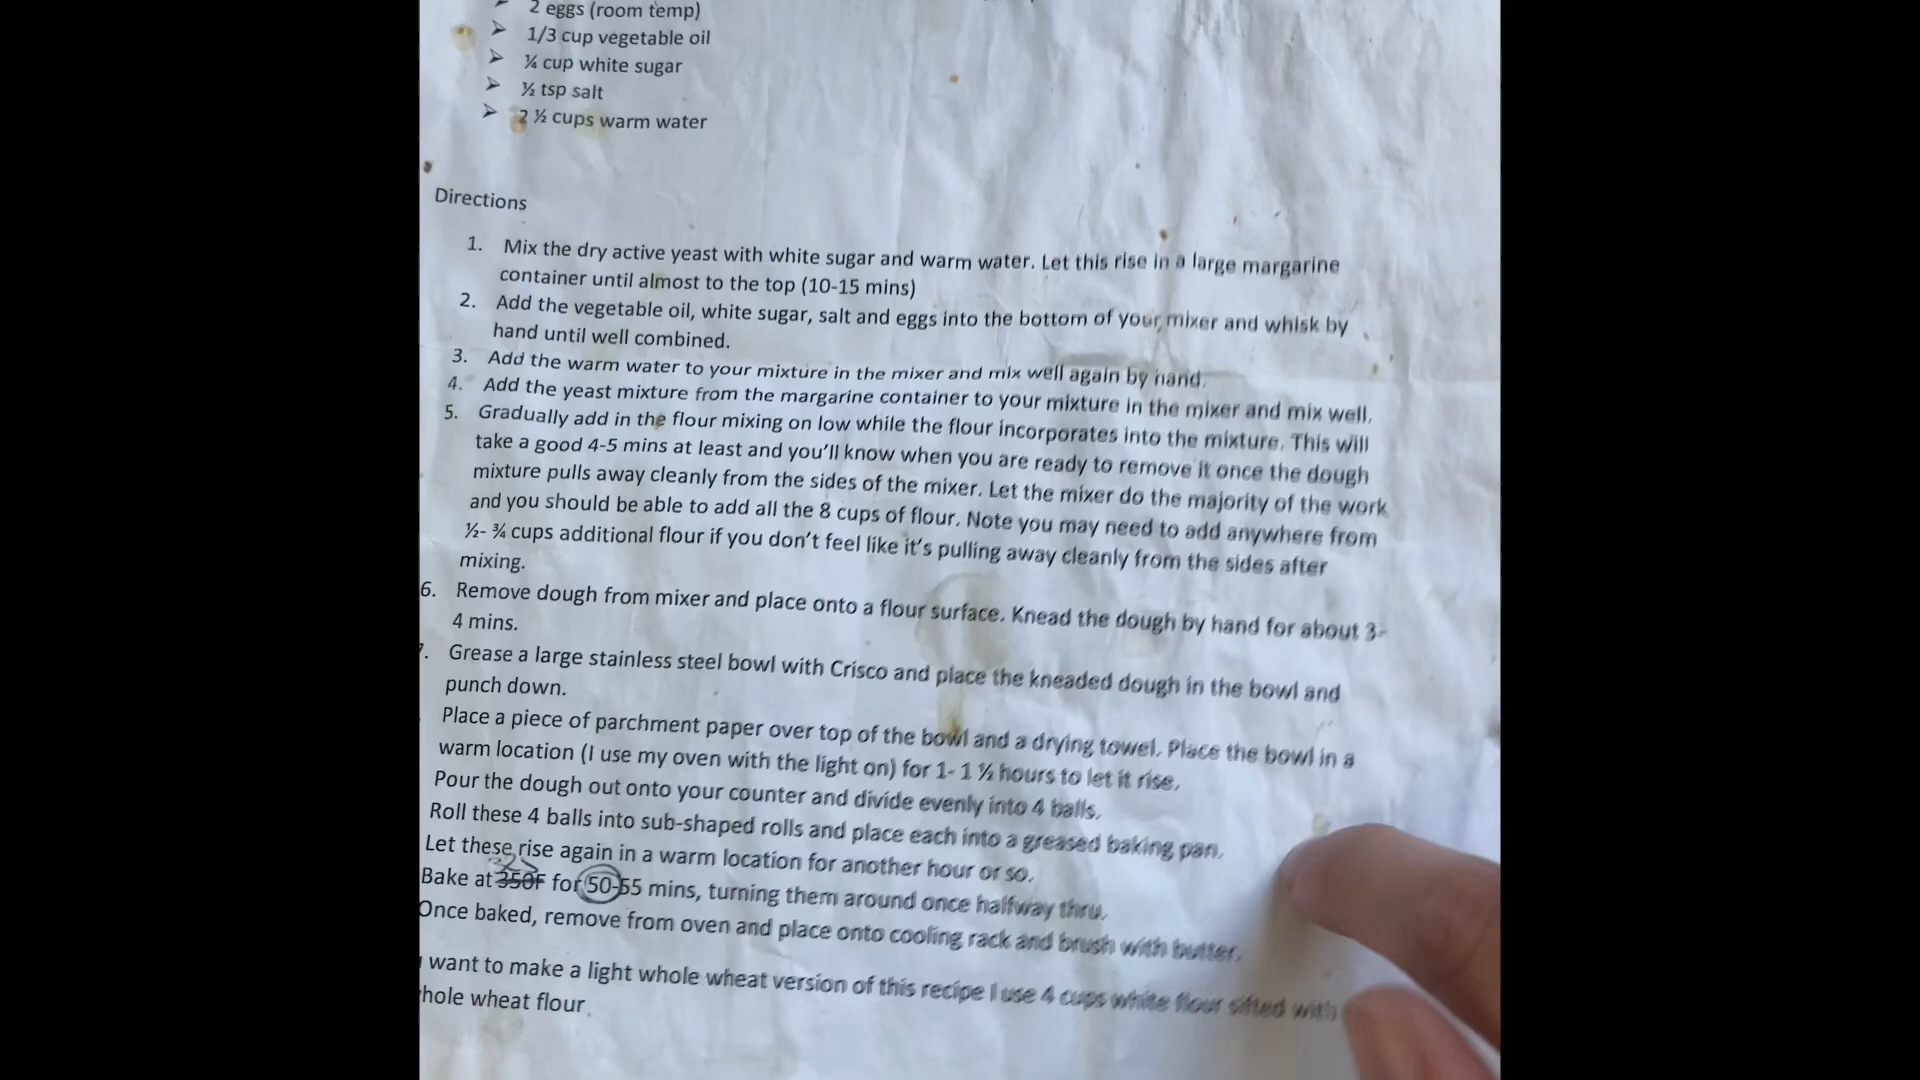 2 eggs (room temp)
1/3 cup vegetable oil
¼ cup white sugar
½ tsp salt
2 ½ cups warm water
Directions
1. Mix the dry active yeast with white sugar and warm water. Let this rise in a large margarine
container until almost to the top (10-15 mins)
2. Add the vegetable oil, white sugar, salt and eggs into the bottom of your mixer and whisk by
hand until well combined.
3. Add the warm water to your mixture in the mixer and mix well again by hand.
4. Add the yeast mixture from the margarine container to your mixture in the mixer and mix well.
5. Gradually add in the flour mixing on low while the flour incorporates into the mixture. This will
take a good 4-5 mins at least and you'll know when you are ready to remove it once the dough
mixture pulls away cleanly from the sides of the mixer. Let the mixer do the majority of the work
and you should be able to add all the 8 cups of flour. Note you may need to add anywhere from
½- ¾ cups additional flour if you don't feel like it's pulling away cleanly from the sides after
mixing.
6. Remove dough from mixer and place onto a flour surface. Knead the dough by hand for about 3-
4 mins.
7. Grease a large stainless steel bowl with Crisco and place the kneaded dough in the bowl and
punch down.
Place a piece of parchment paper over top of the bowl and a drying towel. Place the bowl in a
warm location (I use my oven with the light on) for 1- 1 ½ hours to let it rise.
Pour the dough out onto your counter and divide evenly into 4 balls.
Roll these 4 balls into sub-shaped rolls and place each into a greased baking pan.
Let these rise again in a warm location for another hour or so.
Bake at 350F for 50-55 mins, turning them around once halfway thru.
Once baked, remove from oven and place onto cooling rack and brush with butter.
want to make a light whole wheat version of this recipe I use 4 cups white flour sifted with
hole wheat flour